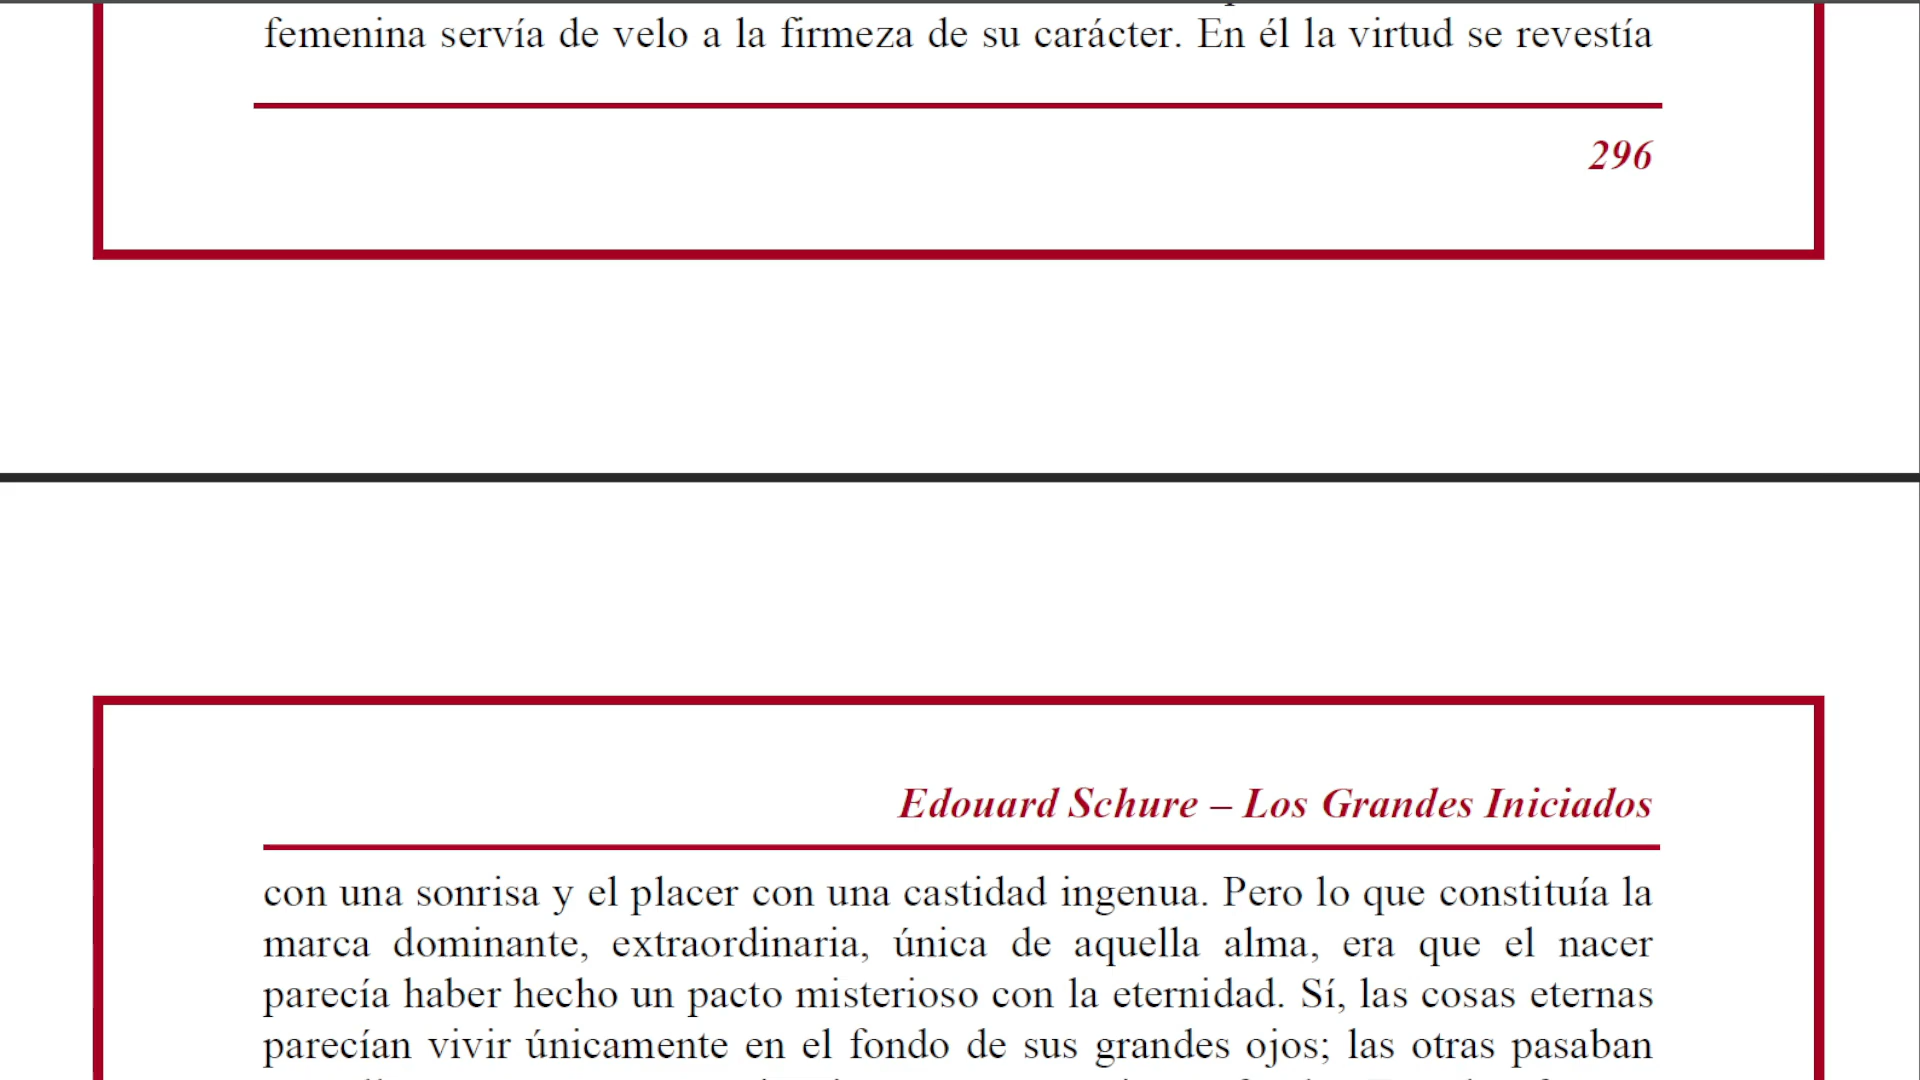 femenina servía de velo a la firmeza de su carácter. En él la virtud se revestía
296
Edouard Schure – Los Grandes Iniciados
con una sonrisa y el placer con una castidad ingenua. Pero lo que constituía la
marca dominante, extraordinaria, única de aquella alma, era que el nacer
parecía haber hecho un pacto misterioso con la eternidad. Sí, las cosas eternas
parecían vivir únicamente en el fondo de sus grandes ojos; las otras pasaban